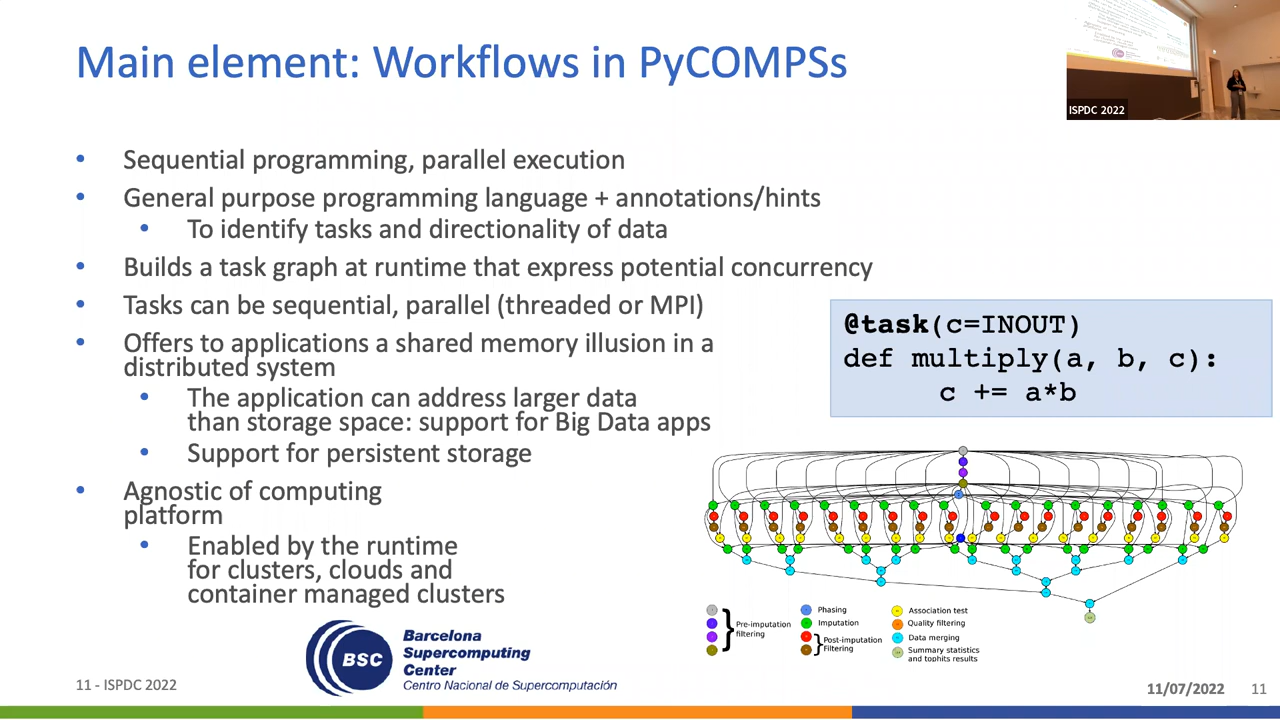 Main element: Workflows in PyCOMPSs
ISPDC 2022
• Sequential programming, parallel execution
• General purpose programming language + annotations/hints
• To identify tasks and directionality of data
• Builds a task graph at runtime that express potential concurrency
• Tasks can be sequential, parallel (threaded or MPI)
• Offers to applications a shared memory illusion in a
distributed system
• The application can address larger data
than storage space: support for Big Data apps
• Support for persistent storage
• Agnostic of computing
platform
• Enabled by the runtime
for clusters, clouds and
container managed clusters
@task(c=INOUT)
def multiply(a, b, c):
c += a*b
Pre-imputation
filtering
Phasing
Imputation
Post-imputation
Filtering
Association test
Quality filtering
Data merging
Summary statistics
and tophits results
BSC
Barcelona
Supercomputing
Center
Centro Nacional de Supercomputación
11 - ISPDC 2022
11/07/2022 11